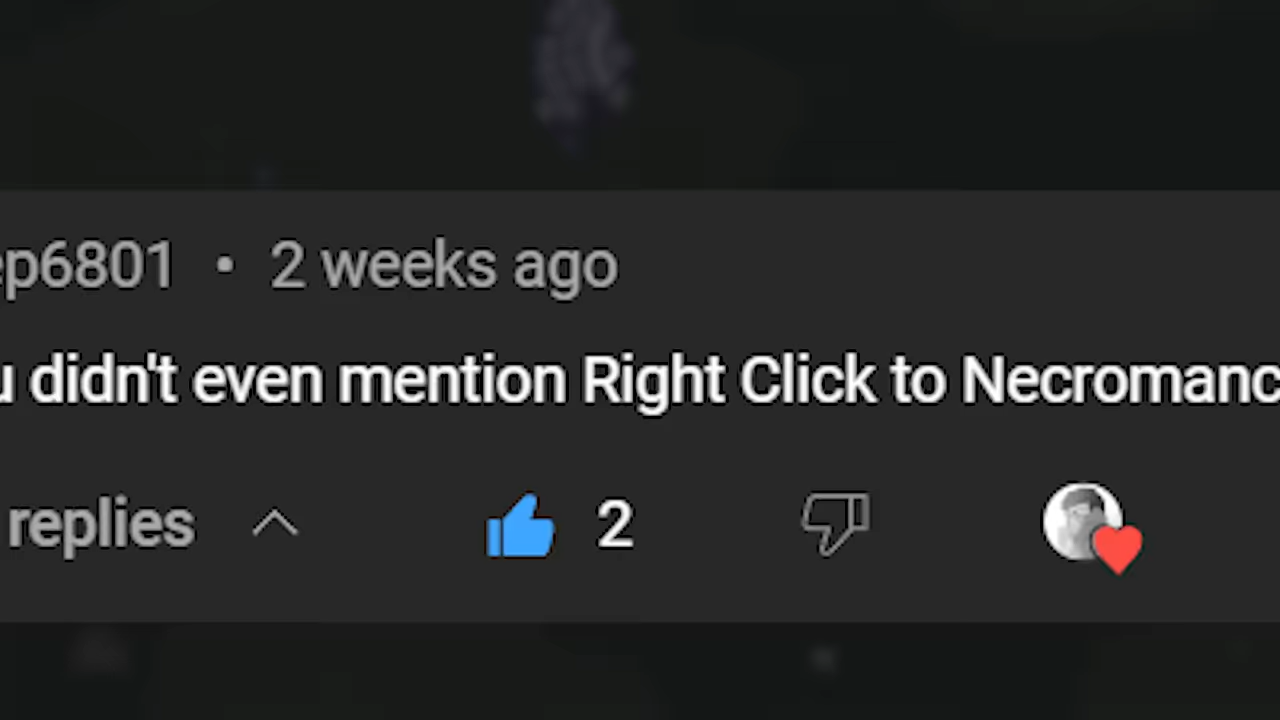 ep6801 • 2 weeks ago
u didn't even mention Right Click to Necromanc
replies
2